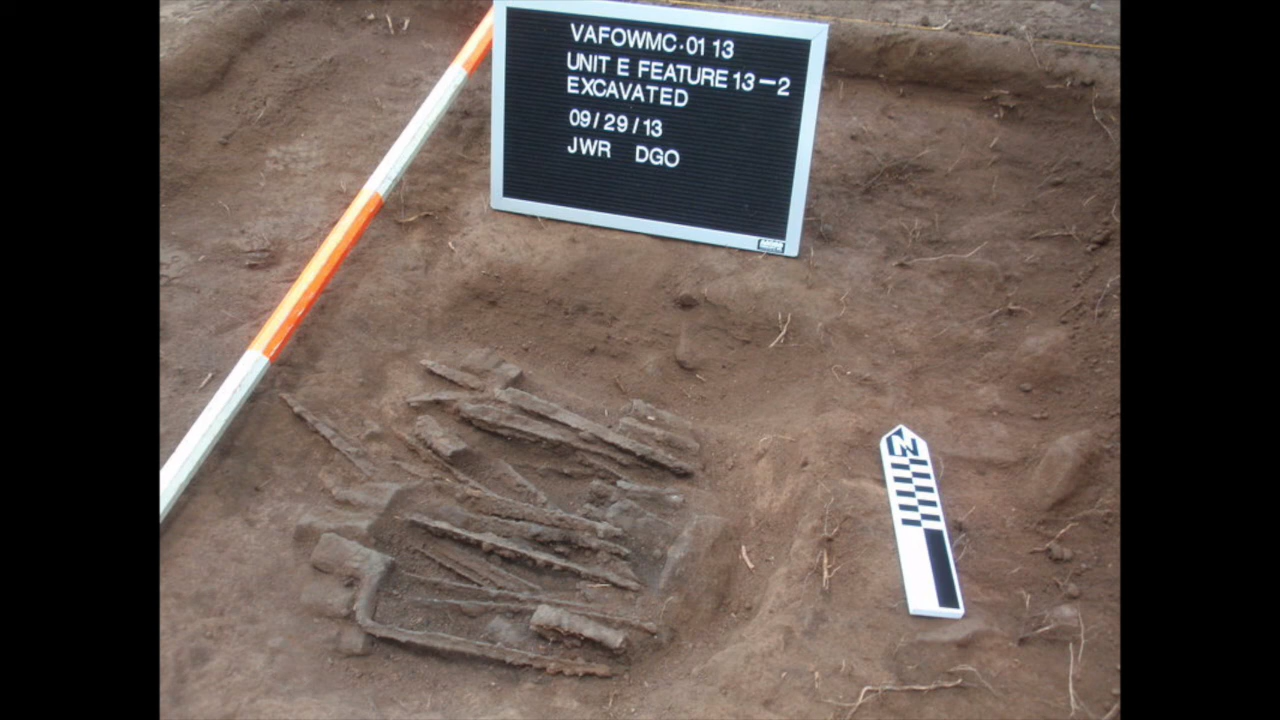 VAFOWMC-01 13
UNIT E FEATURE 13-2
EXCAVATED
09/29/13
JWR DGO
N